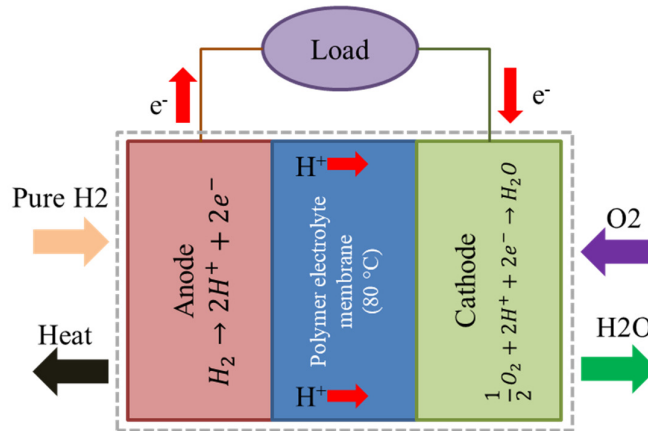 Load
e⁻
e⁻
Pure H2
Heat
Anode
H₂ → 2H⁺ + 2e⁻
H⁺
Polymer electrolyte
membrane
(80 °C)
H⁺
Cathode
½O₂ + 2H⁺ + 2e⁻ → H₂O
O2
H2O